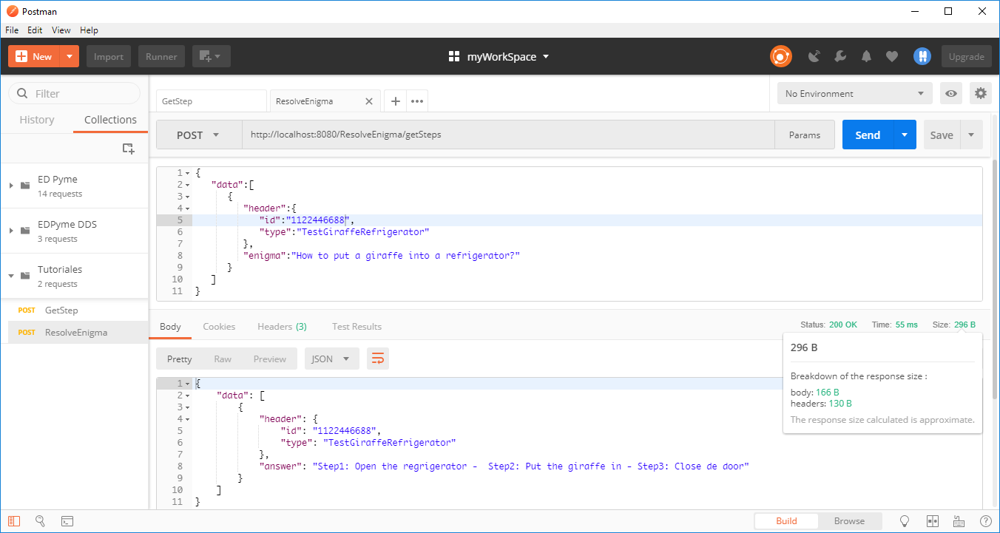 Postman
File Edit View Help
New Import Runner myWorkSpace Upgrade
Filter
History Collections
ED Pyme
14 requests
EDPyme DDS
3 requests
Tutoriales
2 requests
POST GetStep
POST ResolveEnigma
GetStep ResolveEnigma No Environment
POST http://localhost:8080/ResolveEnigma/getSteps Params Send Save
1 {
2 "data":[
3 {
4 "header":{
5 "id":"1122446688",
6 "type":"TestGiraffeRefrigerator"
7 },
8 "enigma":"How to put a giraffe into a refrigerator?"
9 }
10 ]
11 }
Body Cookies Headers (3) Test Results Status: 200 OK Time: 55 ms Size: 296 B
296 B
Breakdown of the response size :
body: 166 B
headers: 130 B
The response size calculated is approximate.
Pretty Raw Preview JSON
1 {
2 "data": [
3 {
4 "header": {
5 "id": "1122446688",
6 "type": "TestGiraffeRefrigerator"
7 },
8 "answer": "Step1: Open the regrigerator -  Step2: Put the giraffe in - Step3: Close de door"
9 }
10 ]
11 }
Build Browse